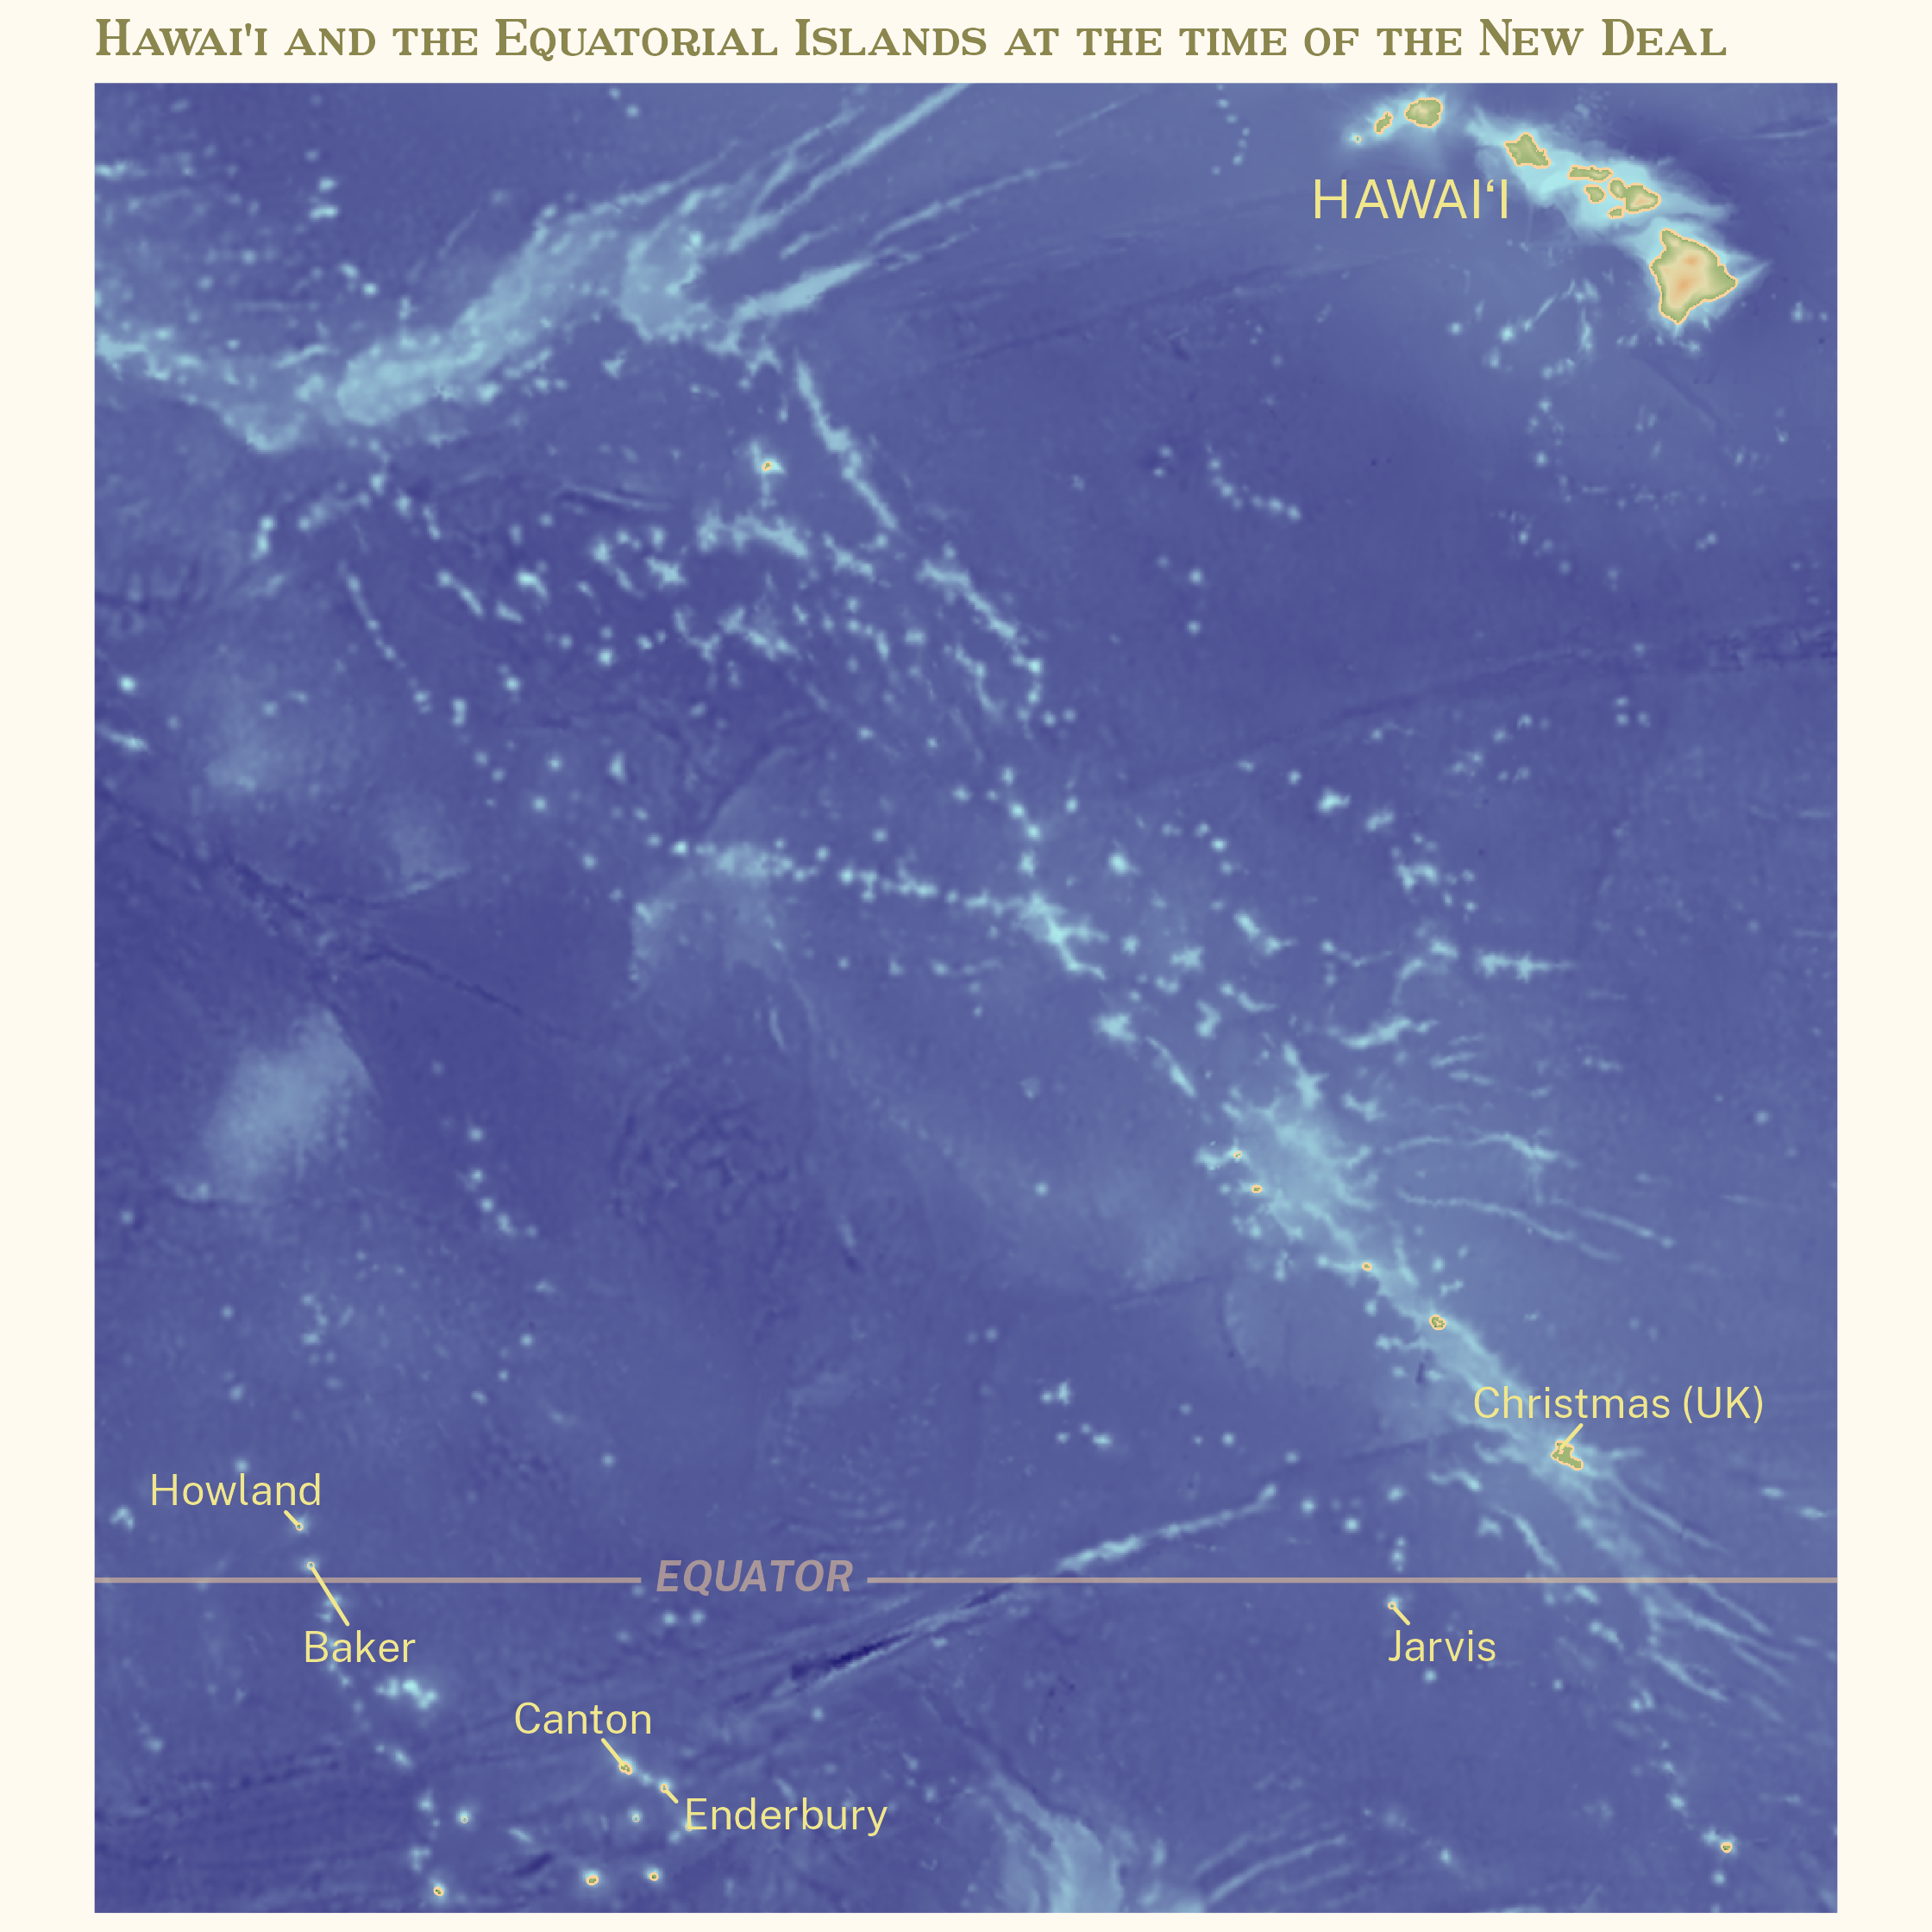 Hawai'i and the Equatorial Islands at the time of the New Deal
HAWAIʻI
Christmas (UK)
Howland
EQUATOR
Baker
Jarvis
Canton
Enderbury